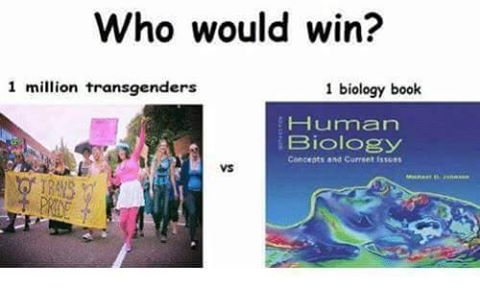 Who would win?
1 million transgenders
1 biology book
TRANS
PRIDE
vs
Human
Biology
Concepts and Current Issues
Michael D. Johnson